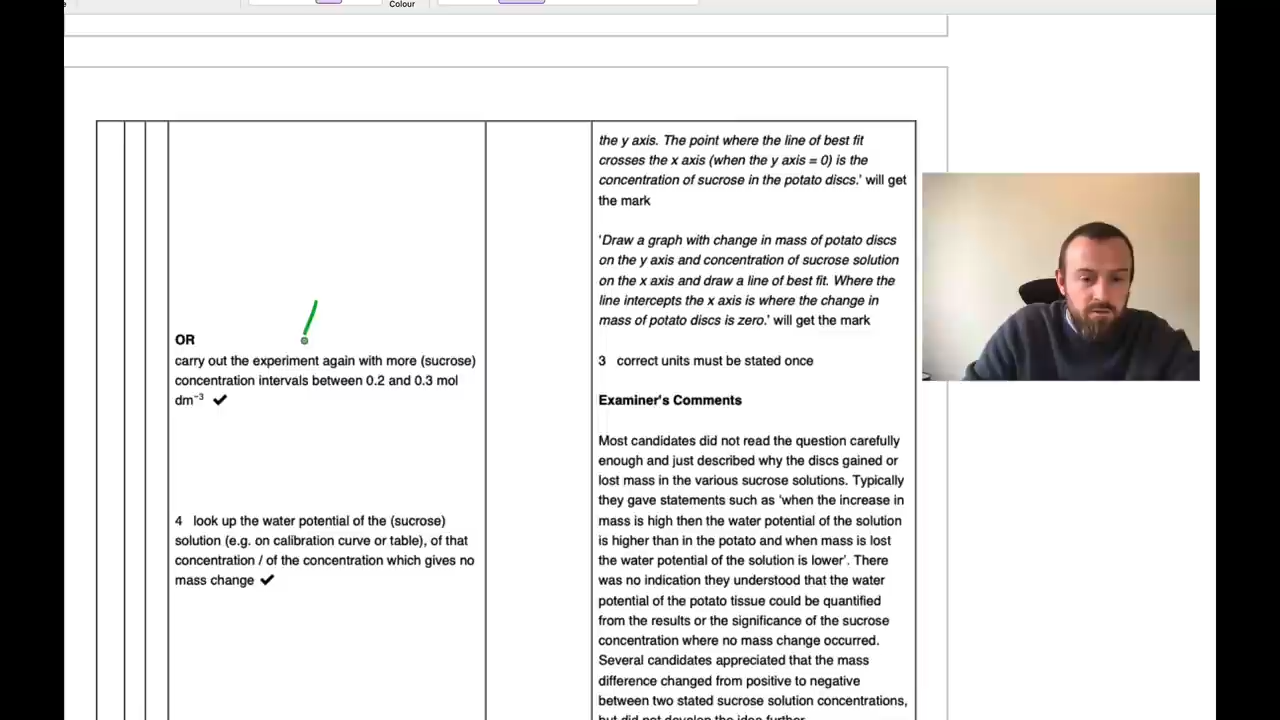 Colour
OR
carry out the experiment again with more (sucrose)
concentration intervals between 0.2 and 0.3 mol
dm⁻³ ✔
4 look up the water potential of the (sucrose)
solution (e.g. on calibration curve or table), of that
concentration / of the concentration which gives no
mass change ✔
the y axis. The point where the line of best fit
crosses the x axis (when the y axis = 0) is the
concentration of sucrose in the potato discs.' will get
the mark
'Draw a graph with change in mass of potato discs
on the y axis and concentration of sucrose solution
on the x axis and draw a line of best fit. Where the
line intercepts the x axis is where the change in
mass of potato discs is zero.' will get the mark
3 correct units must be stated once
Examiner's Comments
Most candidates did not read the question carefully
enough and just described why the discs gained or
lost mass in the various sucrose solutions. Typically
they gave statements such as 'when the increase in
mass is high then the water potential of the solution
is higher than in the potato and when mass is lost
the water potential of the solution is lower'. There
was no indication they understood that the water
potential of the potato tissue could be quantified
from the results or the significance of the sucrose
concentration where no mass change occurred.
Several candidates appreciated that the mass
difference changed from positive to negative
between two stated sucrose solution concentrations,
but did not develop the idea further